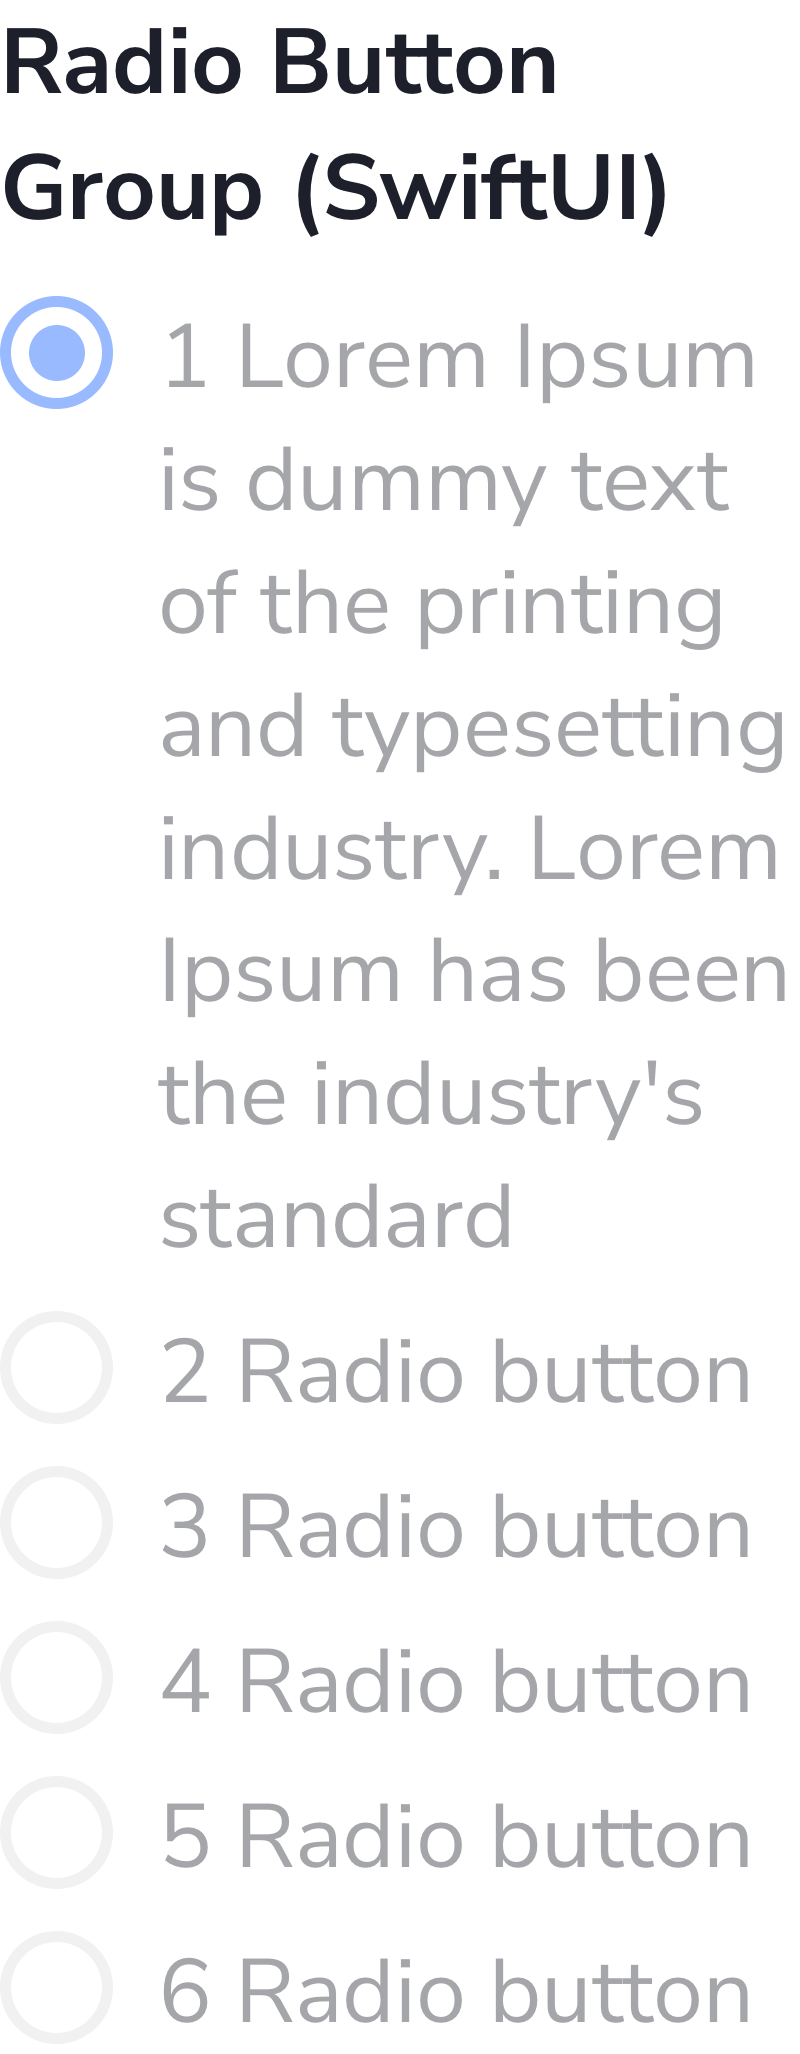 Radio Button
Group (SwiftUI)
1 Lorem Ipsum
is dummy text
of the printing
and typesetting
industry. Lorem
Ipsum has been
the industry's
standard
2 Radio button
3 Radio button
4 Radio button
5 Radio button
6 Radio button